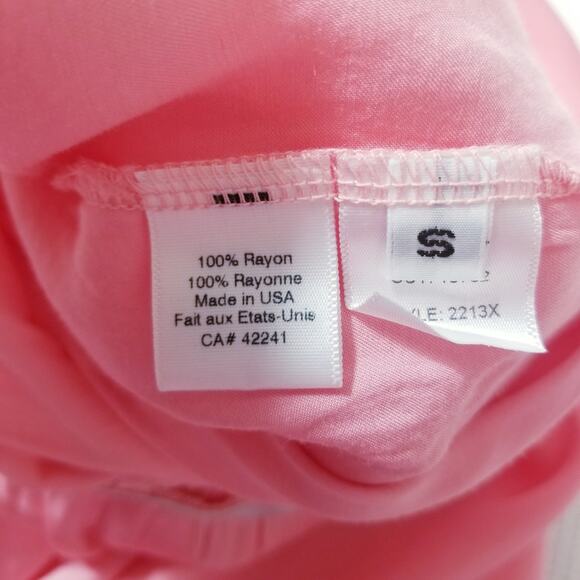 100% Rayon
100% Rayonne
Made in USA
Fait aux Etats-Unis
CA# 42241
S
2213X